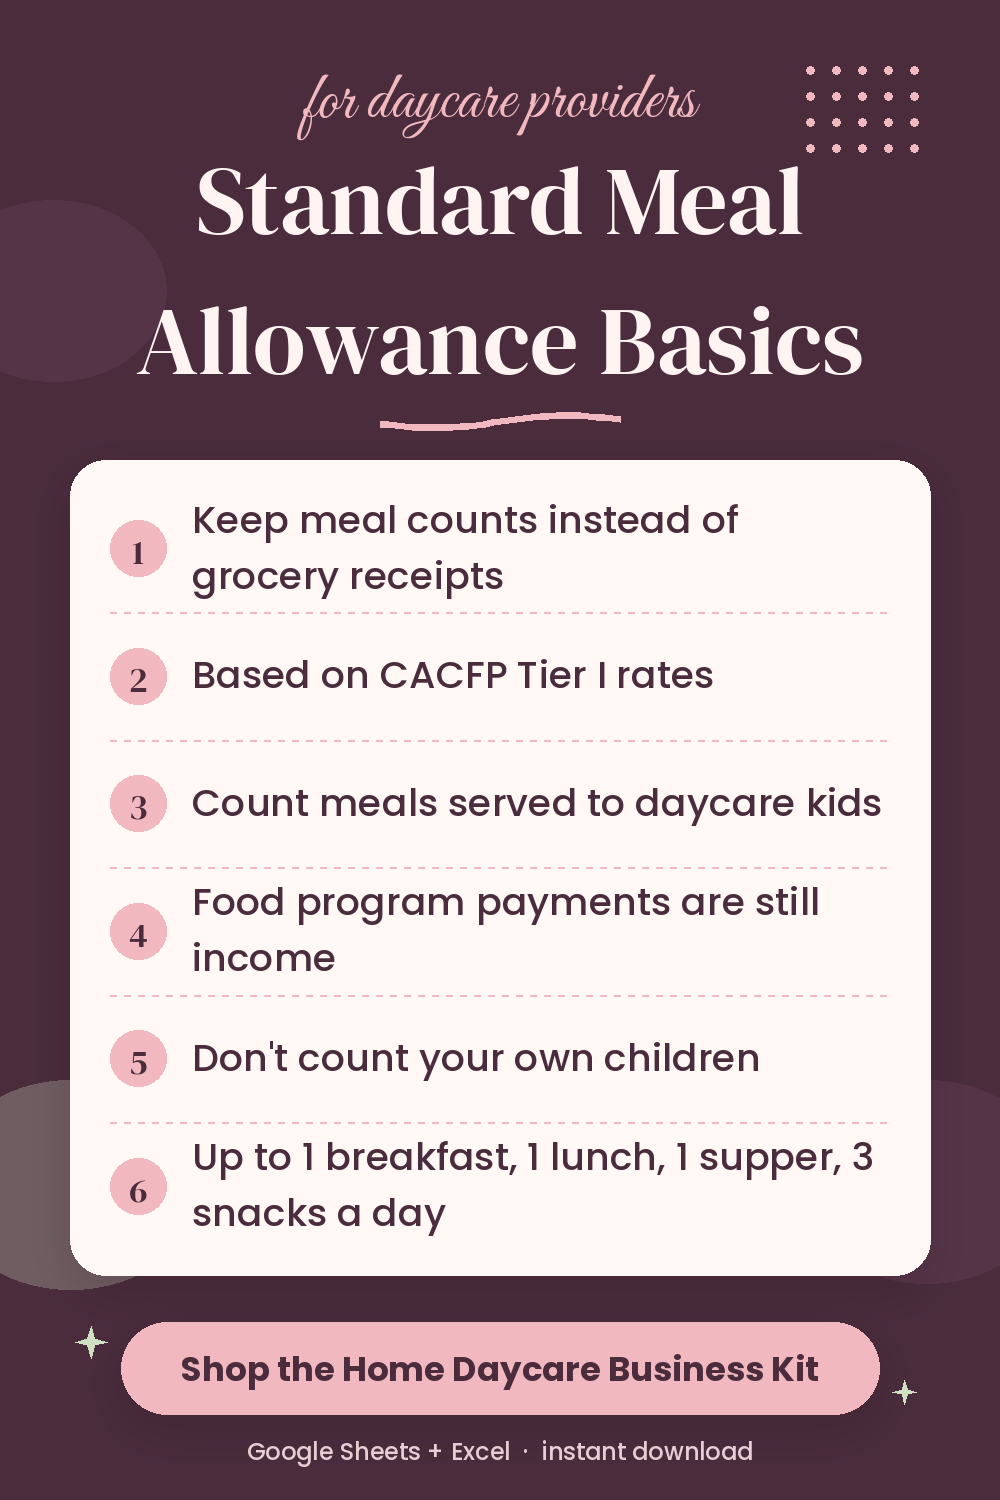 for daycare providers
Standard Meal
Allowance Basics
1
Keep meal counts instead of
grocery receipts
2
Based on CACFP Tier I rates
3
Count meals served to daycare kids
4
Food program payments are still
income
5
Don't count your own children
6
Up to 1 breakfast, 1 lunch, 1 supper, 3
snacks a day
Shop the Home Daycare Business Kit
Google Sheets + Excel · instant download